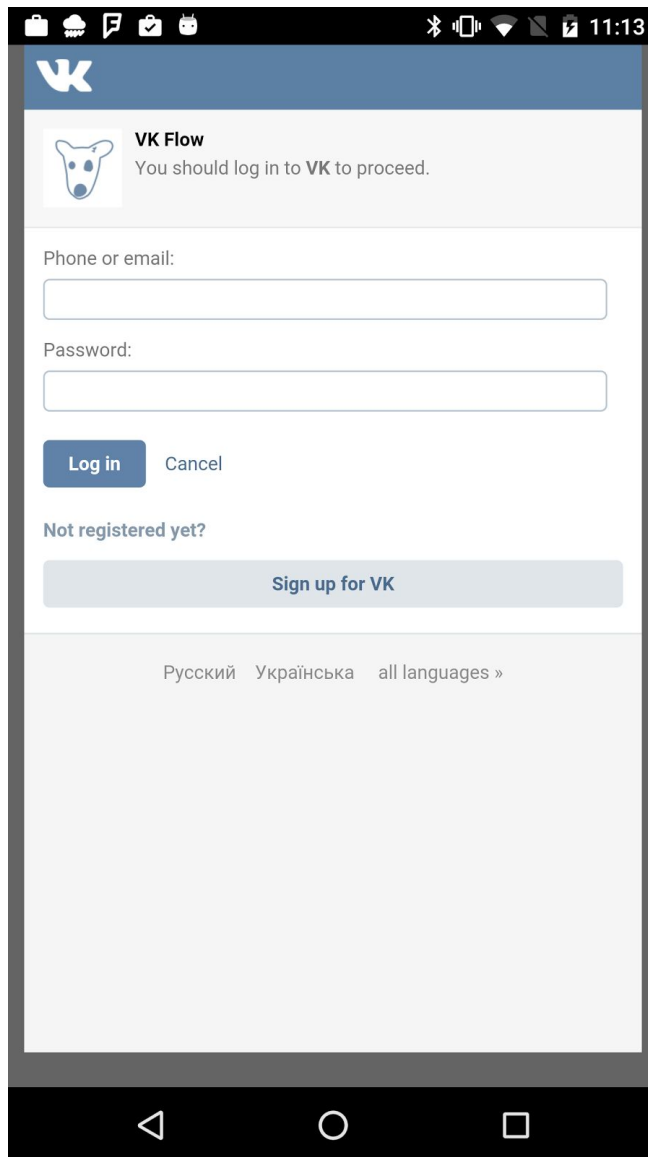 11:13
VK
VK Flow
You should log in to VK to proceed.
Phone or email:
Password:
Log in Cancel
Not registered yet?
Sign up for VK
Русский Українська all languages »